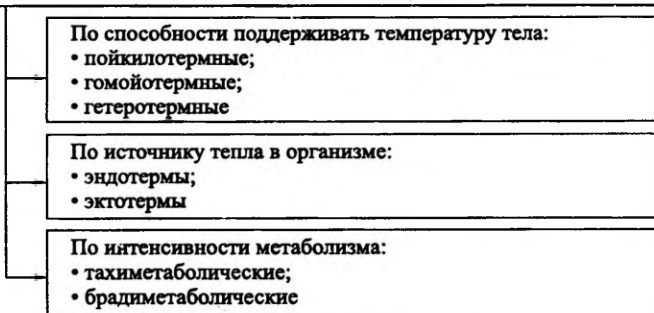 По способности поддерживать температуру тела:
• пойкилотермные;
• гомойотермные;
• гетеротермные
По источнику тепла в организме:
• эндотермы;
• эктотермы
По интенсивности метаболизма:
• тахиметаболические;
• брадиметаболические